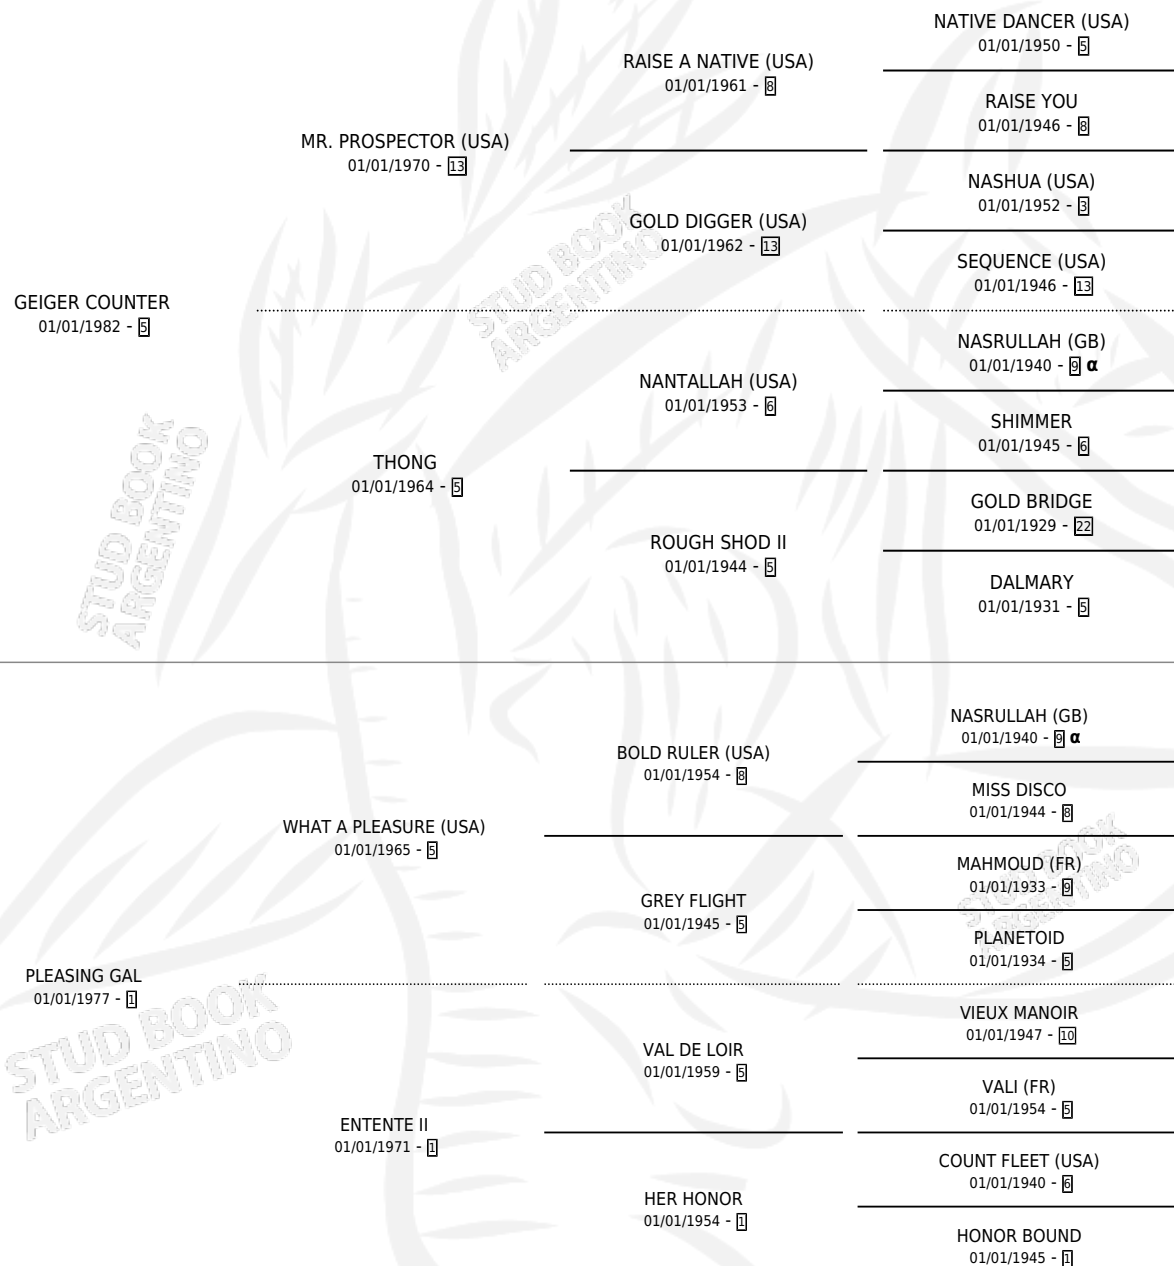 NATIVE DANCER (USA)
01/01/1950 - 5
RAISE A NATIVE (USA)
01/01/1961 - 8
RAISE YOU
01/01/1946 - 8
MR. PROSPECTOR (USA)
01/01/1970 - 13
NASHUA (USA)
01/01/1952 - 3
GOLD DIGGER (USA)
01/01/1962 - 13
SEQUENCE (USA)
01/01/1946 - 13
STUD BOOK
ARGENTINO
GEIGER COUNTER
01/01/1982 - 5
NASRULLAH (GB)
01/01/1940 - 9 α
NANTALLAH (USA)
01/01/1953 - 6
SHIMMER
01/01/1945 - 6
THONG
01/01/1964 - 5
GOLD BRIDGE
01/01/1929 - 22
ROUGH SHOD II
01/01/1944 - 5
DALMARY
01/01/1931 - 5
STUD BOOK
ARGENTINO
NASRULLAH (GB)
01/01/1940 - 9 α
BOLD RULER (USA)
01/01/1954 - 8
MISS DISCO
01/01/1944 - 8
WHAT A PLEASURE (USA)
01/01/1965 - 5
MAHMOUD (FR)
01/01/1933 - 9
GREY FLIGHT
01/01/1945 - 5
PLANETOID
01/01/1934 - 5
STUD BOOK
ARGENTINO
PLEASING GAL
01/01/1977 - 1
VIEUX MANOIR
01/01/1947 - 10
VAL DE LOIR
01/01/1959 - 5
VALI (FR)
01/01/1954 - 5
STUD BOOK
ARGENTINO
ENTENTE II
01/01/1971 - 1
COUNT FLEET (USA)
01/01/1940 - 6
HER HONOR
01/01/1954 - 1
HONOR BOUND
01/01/1945 - 1